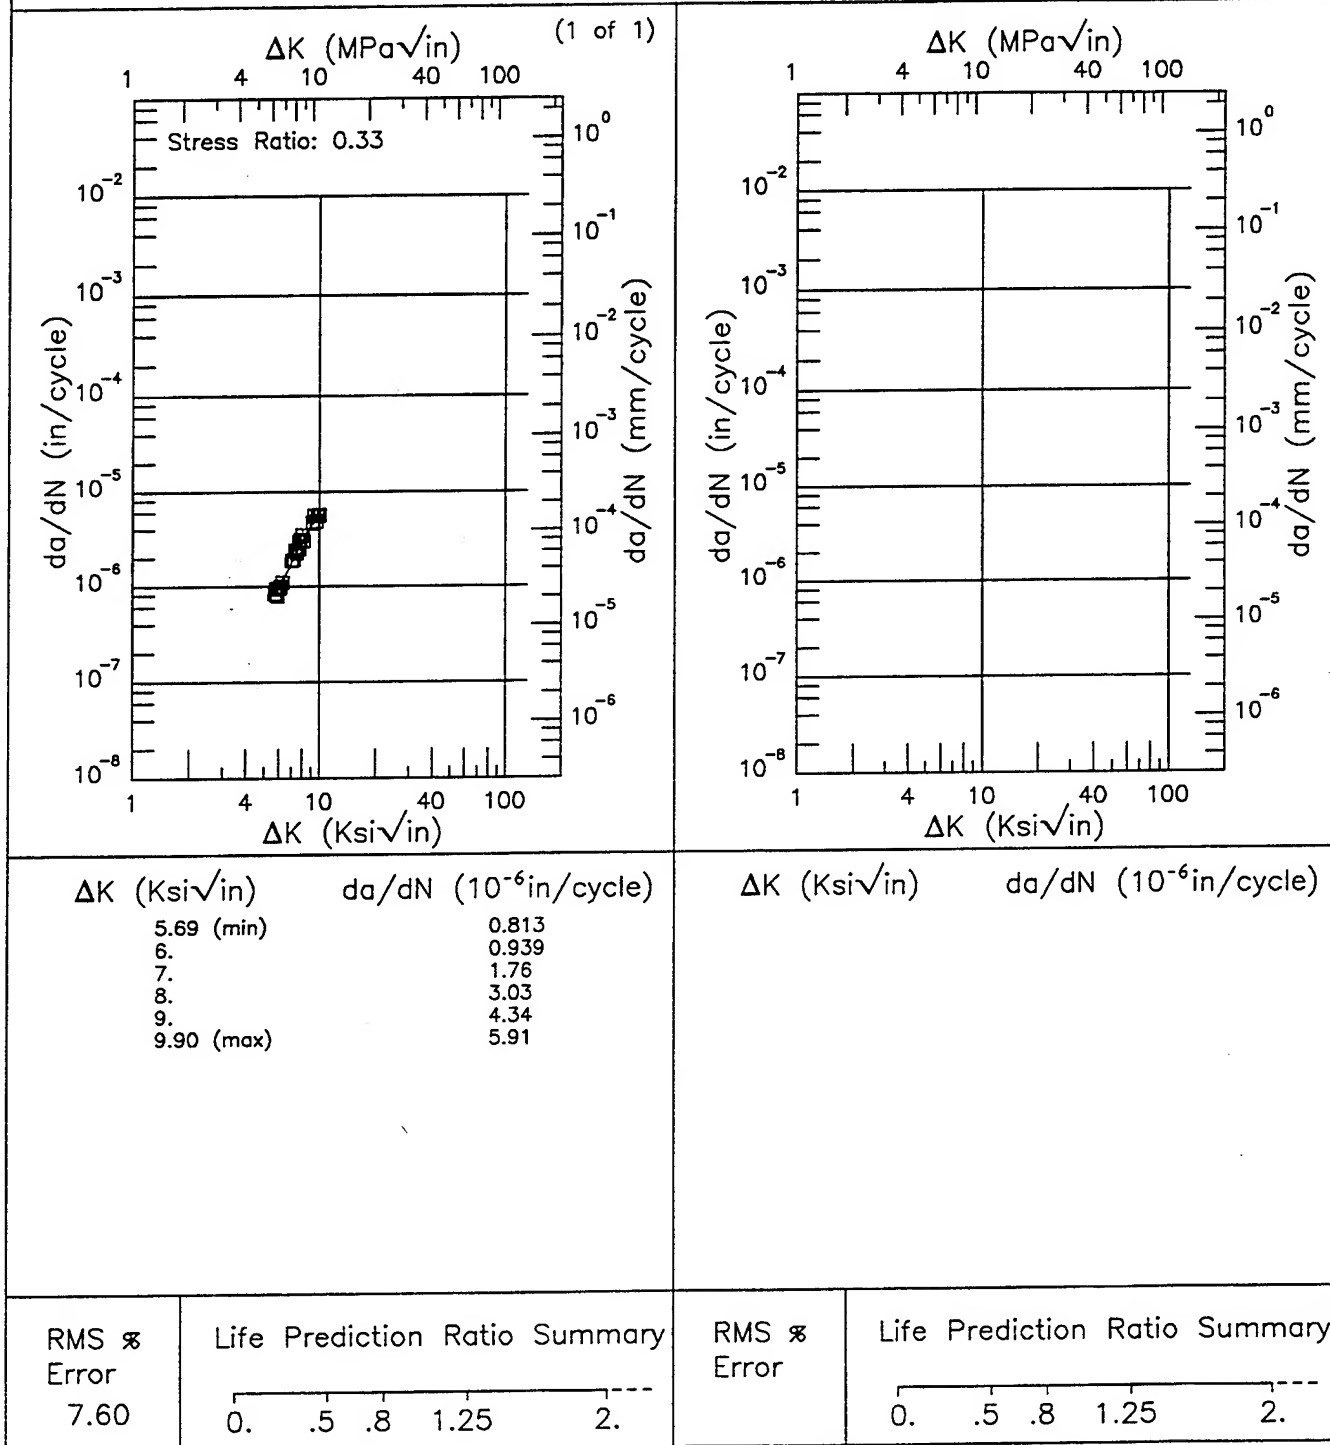 (1 of 1)
ΔK (MPa√in)
1 4 10 40 100
Stress Ratio: 0.33
10⁰
10⁻²
10⁻¹
10⁻³
10⁻²
10⁻⁴
10⁻³
10⁻⁵
10⁻⁴
10⁻⁶
10⁻⁵
10⁻⁷
10⁻⁶
10⁻⁸
da/dN (in/cycle)
da/dN (mm/cycle)
1 4 10 40 100
ΔK (Ksi√in)
ΔK (MPa√in)
1 4 10 40 100
10⁰
10⁻²
10⁻¹
10⁻³
10⁻²
10⁻⁴
10⁻³
10⁻⁵
10⁻⁴
10⁻⁶
10⁻⁵
10⁻⁷
10⁻⁶
10⁻⁸
da/dN (in/cycle)
da/dN (mm/cycle)
1 4 10 40 100
ΔK (Ksi√in)
ΔK (Ksi√in) da/dN (10⁻⁶in/cycle)
5.69 (min) 0.813
6. 0.939
7. 1.76
8. 3.03
9. 4.34
9.90 (max) 5.91
ΔK (Ksi√in) da/dN (10⁻⁶in/cycle)
RMS %
Error
7.60
Life Prediction Ratio Summary
0. .5 .8 1.25 2.
RMS %
Error
Life Prediction Ratio Summary
0. .5 .8 1.25 2.